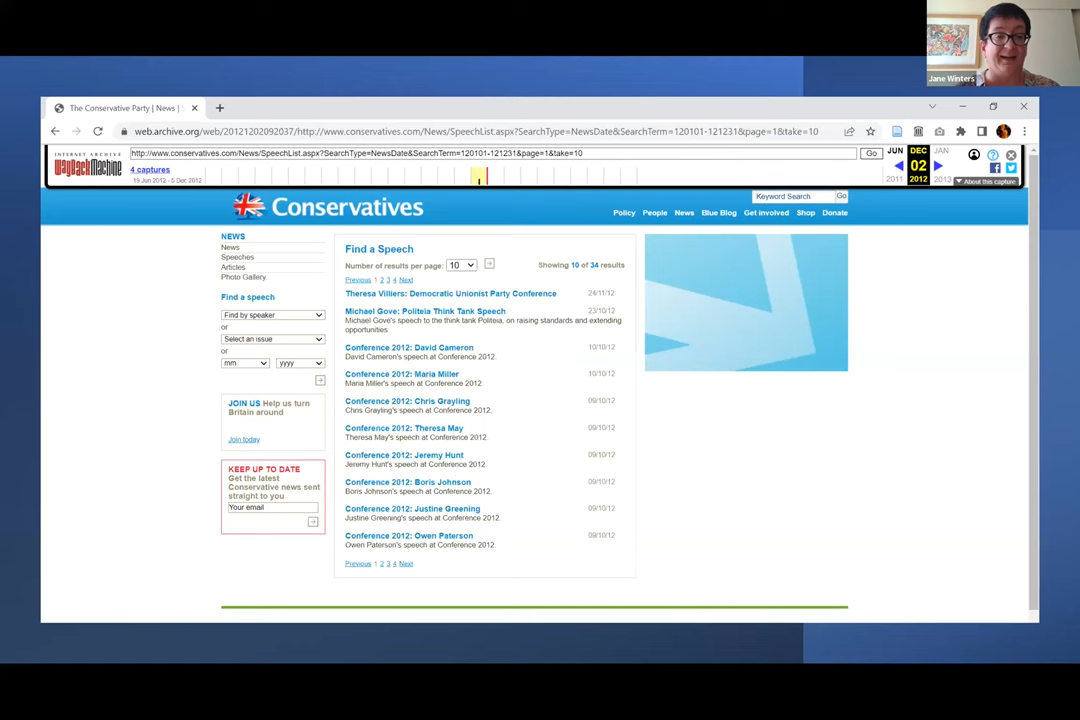 Jane Winters
The Conservative Party | News |
web.archive.org/web/20121202092037/http://www.conservatives.com/News/SpeechList.aspx?SearchType=NewsDate&SearchTerm=120101-121231&page=1&take=10
INTERNET ARCHIVE
WayBackMachine
http://www.conservatives.com/News/SpeechList.aspx?SearchType=NewsDate&SearchTerm=120101-121231&page=1&take=10
Go
JUN DEC JAN
4 captures
02
19 Jun 2012 - 5 Dec 2012
2011 2012 2013
About this capture
Conservatives
Keyword Search Go
Policy People News Blue Blog Get involved Shop Donate
NEWS
News
Speeches
Articles
Photo Gallery
Find a speech
Find by speaker
or
Select an issue
or
mm yyyy
JOIN US Help us turn
Britain around
Join today
KEEP UP TO DATE
Get the latest
Conservative news sent
straight to you
Your email
Find a Speech
Number of results per page: 10 Showing 10 of 34 results
Previous 1 2 3 4 Next
Theresa Villiers: Democratic Unionist Party Conference 24/11/12
Michael Gove: Politeia Think Tank Speech 23/10/12
Michael Gove's speech to the think tank Politeia, on raising standards and extending
opportunities.
Conference 2012: David Cameron 10/10/12
David Cameron's speech at Conference 2012.
Conference 2012: Maria Miller 10/10/12
Maria Miller's speech at Conference 2012.
Conference 2012: Chris Grayling 09/10/12
Chris Grayling's speech at Conference 2012.
Conference 2012: Theresa May 09/10/12
Theresa May's speech at Conference 2012.
Conference 2012: Jeremy Hunt 09/10/12
Jeremy Hunt's speech at Conference 2012.
Conference 2012: Boris Johnson 09/10/12
Boris Johnson's speech at Conference 2012.
Conference 2012: Justine Greening 09/10/12
Justine Greening's speech at Conference 2012.
Conference 2012: Owen Paterson 09/10/12
Owen Paterson's speech at Conference 2012.
Previous 1 2 3 4 Next